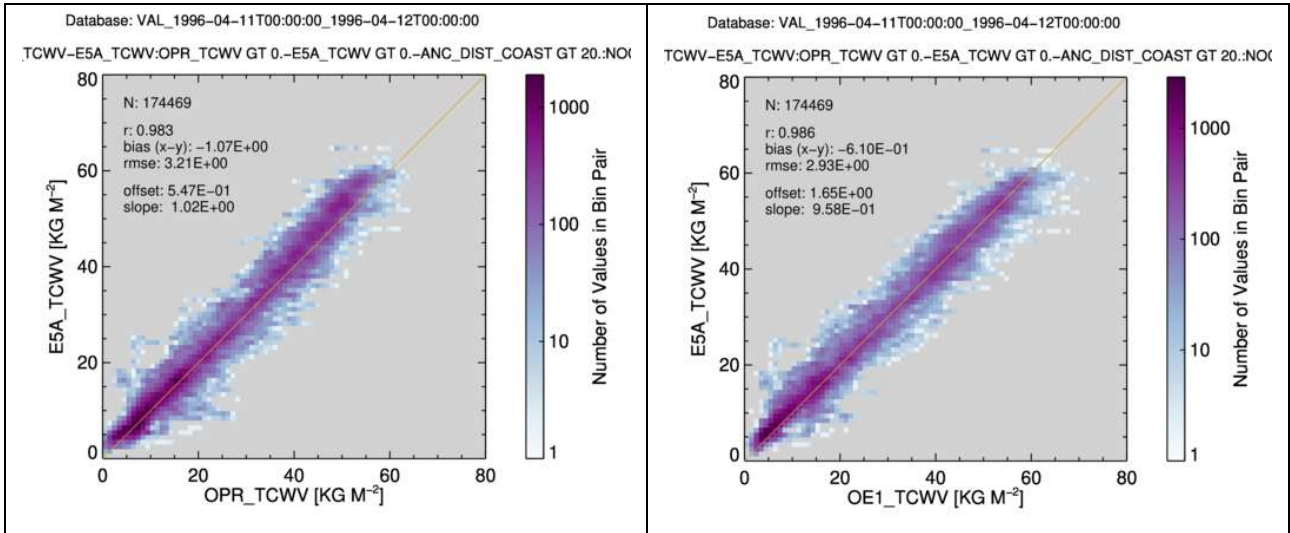 Database: VAL_1996-04-11T00:00:00_1996-04-12T00:00:00
TCWV-E5A_TCWV:OPR_TCWV GT 0.-E5A_TCWV GT 0.-ANC_DIST_COAST GT 20.:NO
80
N: 174469
r: 0.983
bias (x-y): -1.07E+00
rmse: 3.21E+00
offset: 5.47E-01
slope: 1.02E+00
60
40
20
0
E5A_TCWV [KG M⁻²]
0 20 40 60 80
OPR_TCWV [KG M⁻²]
1000
100
10
1
Number of Values in Bin Pair
Database: VAL_1996-04-11T00:00:00_1996-04-12T00:00:00
TCWV-E5A_TCWV:OPR_TCWV GT 0.-E5A_TCWV GT 0.-ANC_DIST_COAST GT 20.:NO
80
N: 174469
r: 0.986
bias (x-y): -6.10E-01
rmse: 2.93E+00
offset: 1.65E+00
slope: 9.58E-01
60
40
20
0
E5A_TCWV [KG M⁻²]
0 20 40 60 80
OE1_TCWV [KG M⁻²]
1000
100
10
1
Number of Values in Bin Pair